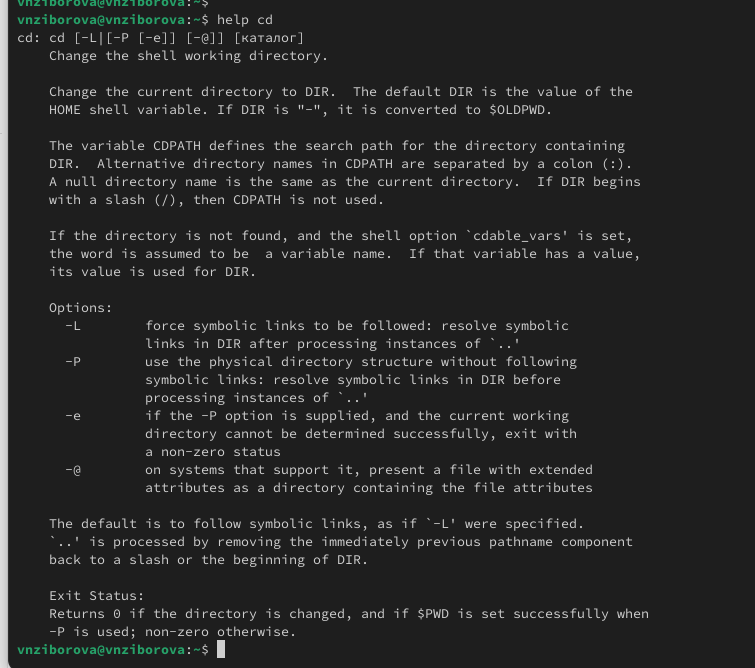 vnziborova@vnziborova:~$
vnziborova@vnziborova:~$ help cd
cd: cd [-L|[-P [-e]] [-@]] [каталог]
    Change the shell working directory.

    Change the current directory to DIR.  The default DIR is the value of the
    HOME shell variable. If DIR is "-", it is converted to $OLDPWD.

    The variable CDPATH defines the search path for the directory containing
    DIR.  Alternative directory names in CDPATH are separated by a colon (:).
    A null directory name is the same as the current directory.  If DIR begins
    with a slash (/), then CDPATH is not used.

    If the directory is not found, and the shell option `cdable_vars' is set,
    the word is assumed to be  a variable name.  If that variable has a value,
    its value is used for DIR.

    Options:
      -L        force symbolic links to be followed: resolve symbolic
                links in DIR after processing instances of `..'
      -P        use the physical directory structure without following
                symbolic links: resolve symbolic links in DIR before
                processing instances of `..'
      -e        if the -P option is supplied, and the current working
                directory cannot be determined successfully, exit with
                a non-zero status
      -@        on systems that support it, present a file with extended
                attributes as a directory containing the file attributes

    The default is to follow symbolic links, as if `-L' were specified.
    `..' is processed by removing the immediately previous pathname component
    back to a slash or the beginning of DIR.

    Exit Status:
    Returns 0 if the directory is changed, and if $PWD is set successfully when
    -P is used; non-zero otherwise.
vnziborova@vnziborova:~$